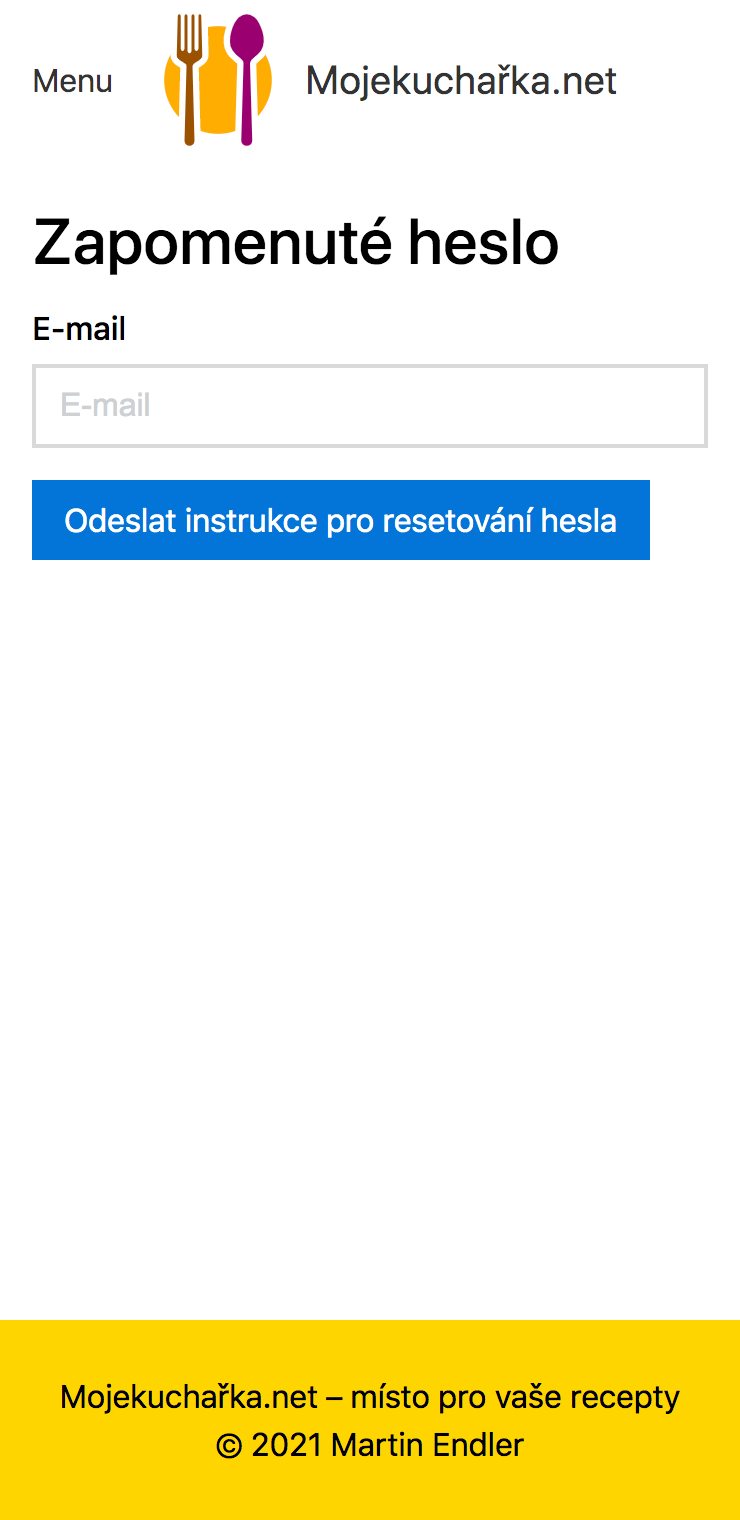 Menu
Mojekuchařka.net
Zapomenuté heslo
E-mail
E-mail
Odeslat instrukce pro resetování hesla
Mojekuchařka.net – místo pro vaše recepty
© 2021 Martin Endler